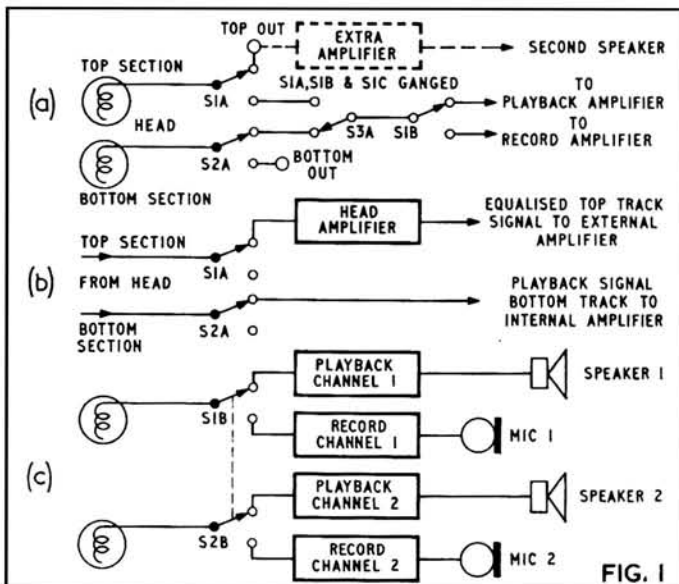 TOP OUT
EXTRA
AMPLIFIER
SECOND SPEAKER
TOP SECTION
S1A, S1B & S1C GANGED
TO
PLAYBACK AMPLIFIER
S1A
(a)
HEAD
S3A
S1B
TO
RECORD AMPLIFIER
S2A
BOTTOM
OUT
BOTTOM SECTION
HEAD
AMPLIFIER
EQUALISED TOP TRACK
SIGNAL TO EXTERNAL
AMPLIFIER
TOP SECTION
S1A
(b)
FROM HEAD
PLAYBACK SIGNAL
BOTTOM TRACK TO
INTERNAL AMPLIFIER
BOTTOM
SECTION
S2A
PLAYBACK
CHANNEL 1
SPEAKER 1
S1B
RECORD
CHANNEL 1
MIC 1
(c)
PLAYBACK
CHANNEL 2
SPEAKER 2
S2B
RECORD
CHANNEL 2
MIC 2
FIG. 1